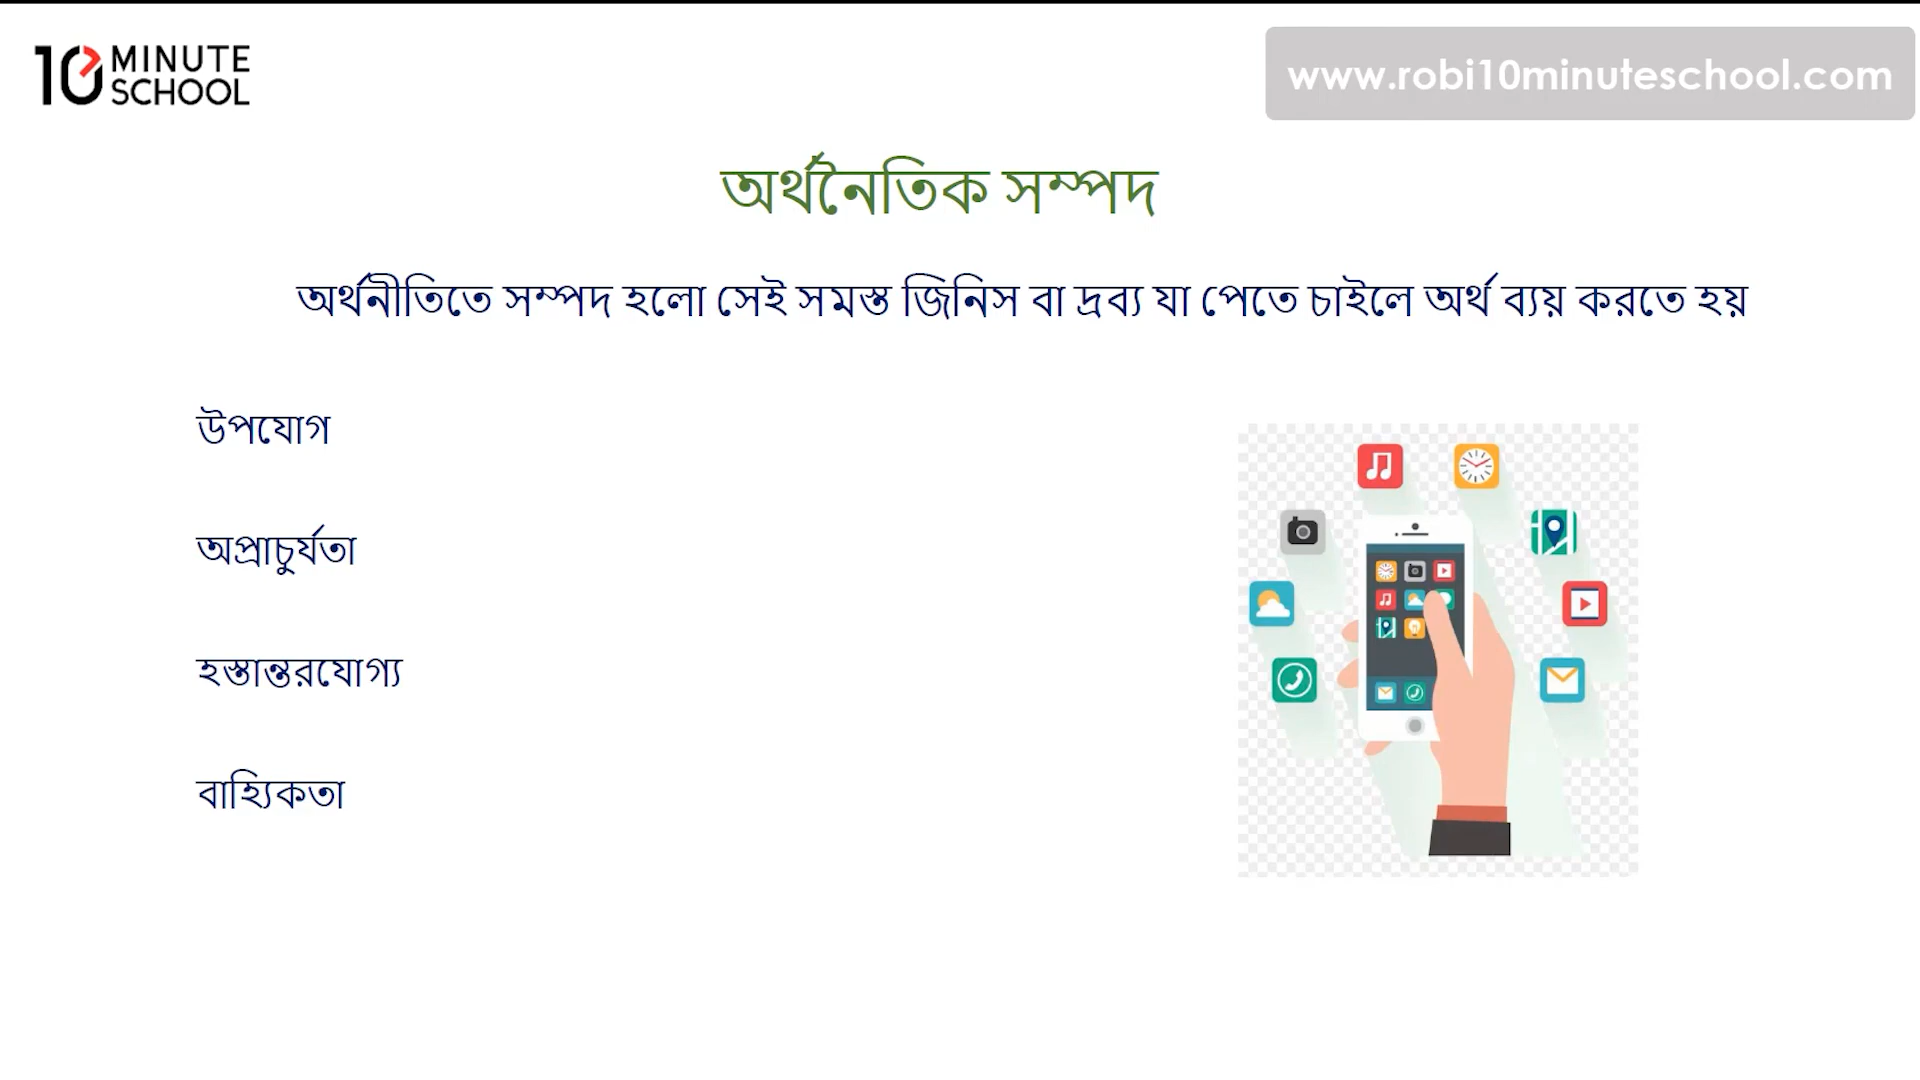 10 MINUTE SCHOOL
www.robi10minuteschool.com
অর্থনৈতিক সম্পদ
অর্থনীতিতে সম্পদ হলো সেই সমস্ত জিনিস বা দ্রব্য যা পেতে চাইলে অর্থ ব্যয় করতে হয়
উপযোগ
অপ্রাচুর্যতা
হস্তান্তরযোগ্য
বাহ্যিকতা